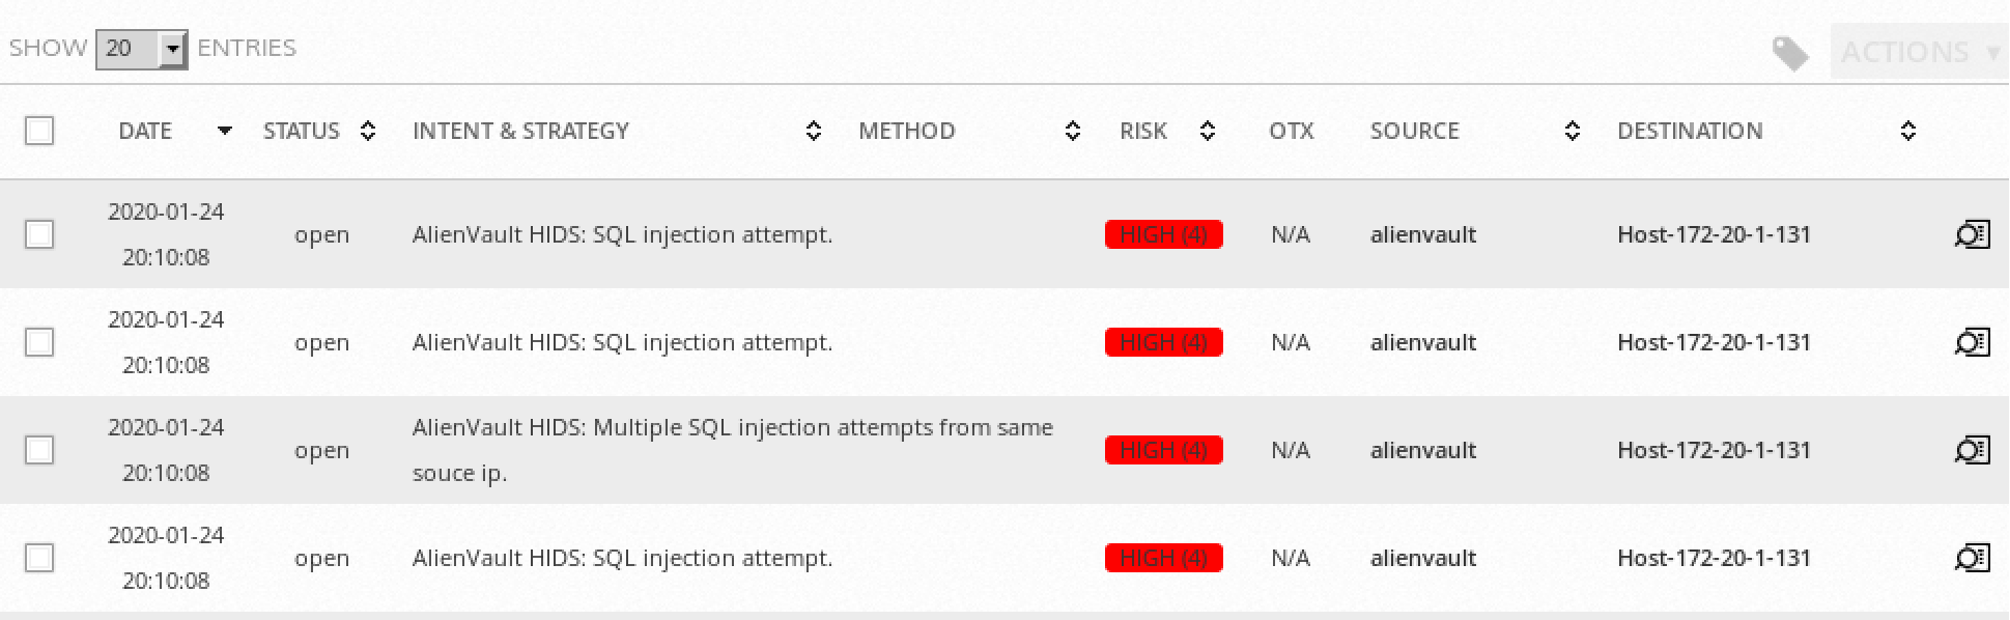 SHOW 20 ENTRIES
ACTIONS
DATE STATUS INTENT & STRATEGY METHOD RISK OTX SOURCE DESTINATION
2020-01-24
20:10:08
open AlienVault HIDS: SQL injection attempt. HIGH (4) N/A alienvault Host-172-20-1-131
2020-01-24
20:10:08
open AlienVault HIDS: SQL injection attempt. HIGH (4) N/A alienvault Host-172-20-1-131
2020-01-24
20:10:08
open AlienVault HIDS: Multiple SQL injection attempts from same
souce ip. HIGH (4) N/A alienvault Host-172-20-1-131
2020-01-24
20:10:08
open AlienVault HIDS: SQL injection attempt. HIGH (4) N/A alienvault Host-172-20-1-131